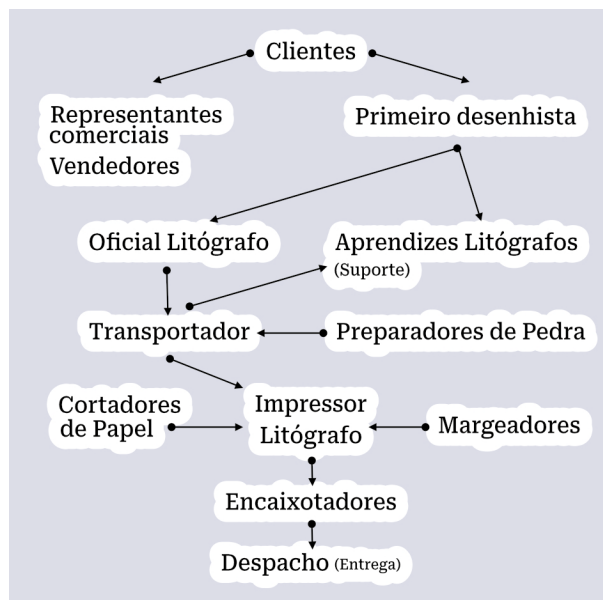 Clientes
Representantes
comerciais
Vendedores
Primeiro desenhista
Oficial Litógrafo
Aprendizes Litógrafos
(Suporte)
Transportador
Preparadores de Pedra
Cortadores
de Papel
Impressor
Litógrafo
Margeadores
Encaixotadores
Despacho (Entrega)